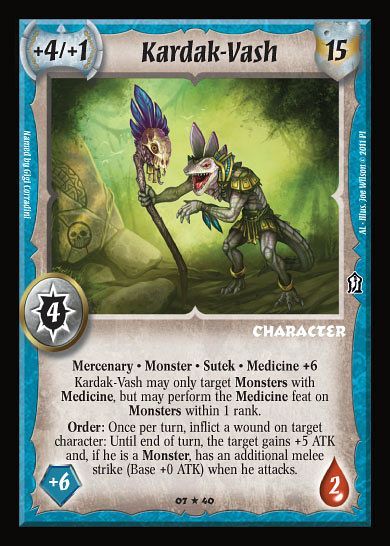 +4/+1
Kardak-Vash
15
Named by Gigi Corradini
AL • Illus. Joe Wilson © 2011 PI
4
CHARACTER
Mercenary • Monster • Sutek • Medicine +6
Kardak-Vash may only target Monsters with
Medicine, but may perform the Medicine feat on
Monsters within 1 rank.
Order: Once per turn, inflict a wound on target
character: Until end of turn, the target gains +5 ATK
and, if he is a Monster, has an additional melee
strike (Base +0 ATK) when he attacks.
+6
2
07 ★ 40